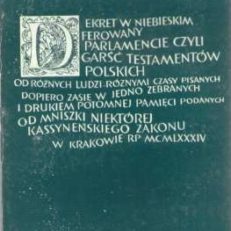 DEKRET W NIEBIESKIM
FEROWANY
PARLAMENCIE CZYLI
GARŚĆ TESTAMENTÓW
POLSKICH
OD RÓŻNYCH LUDZI RÓŻNYMI CZASY PISANYCH
DOPIERO ZASIE W JEDNO ZEBRANYCH
I DRUKIEM POTOMNEJ PAMIĘCI PODANYCH
OD MNISZKI NIEKTÓREJ
KASSYNENSKIEGO ZAKONU
W KRAKOWIE RP MCMLXXXIV